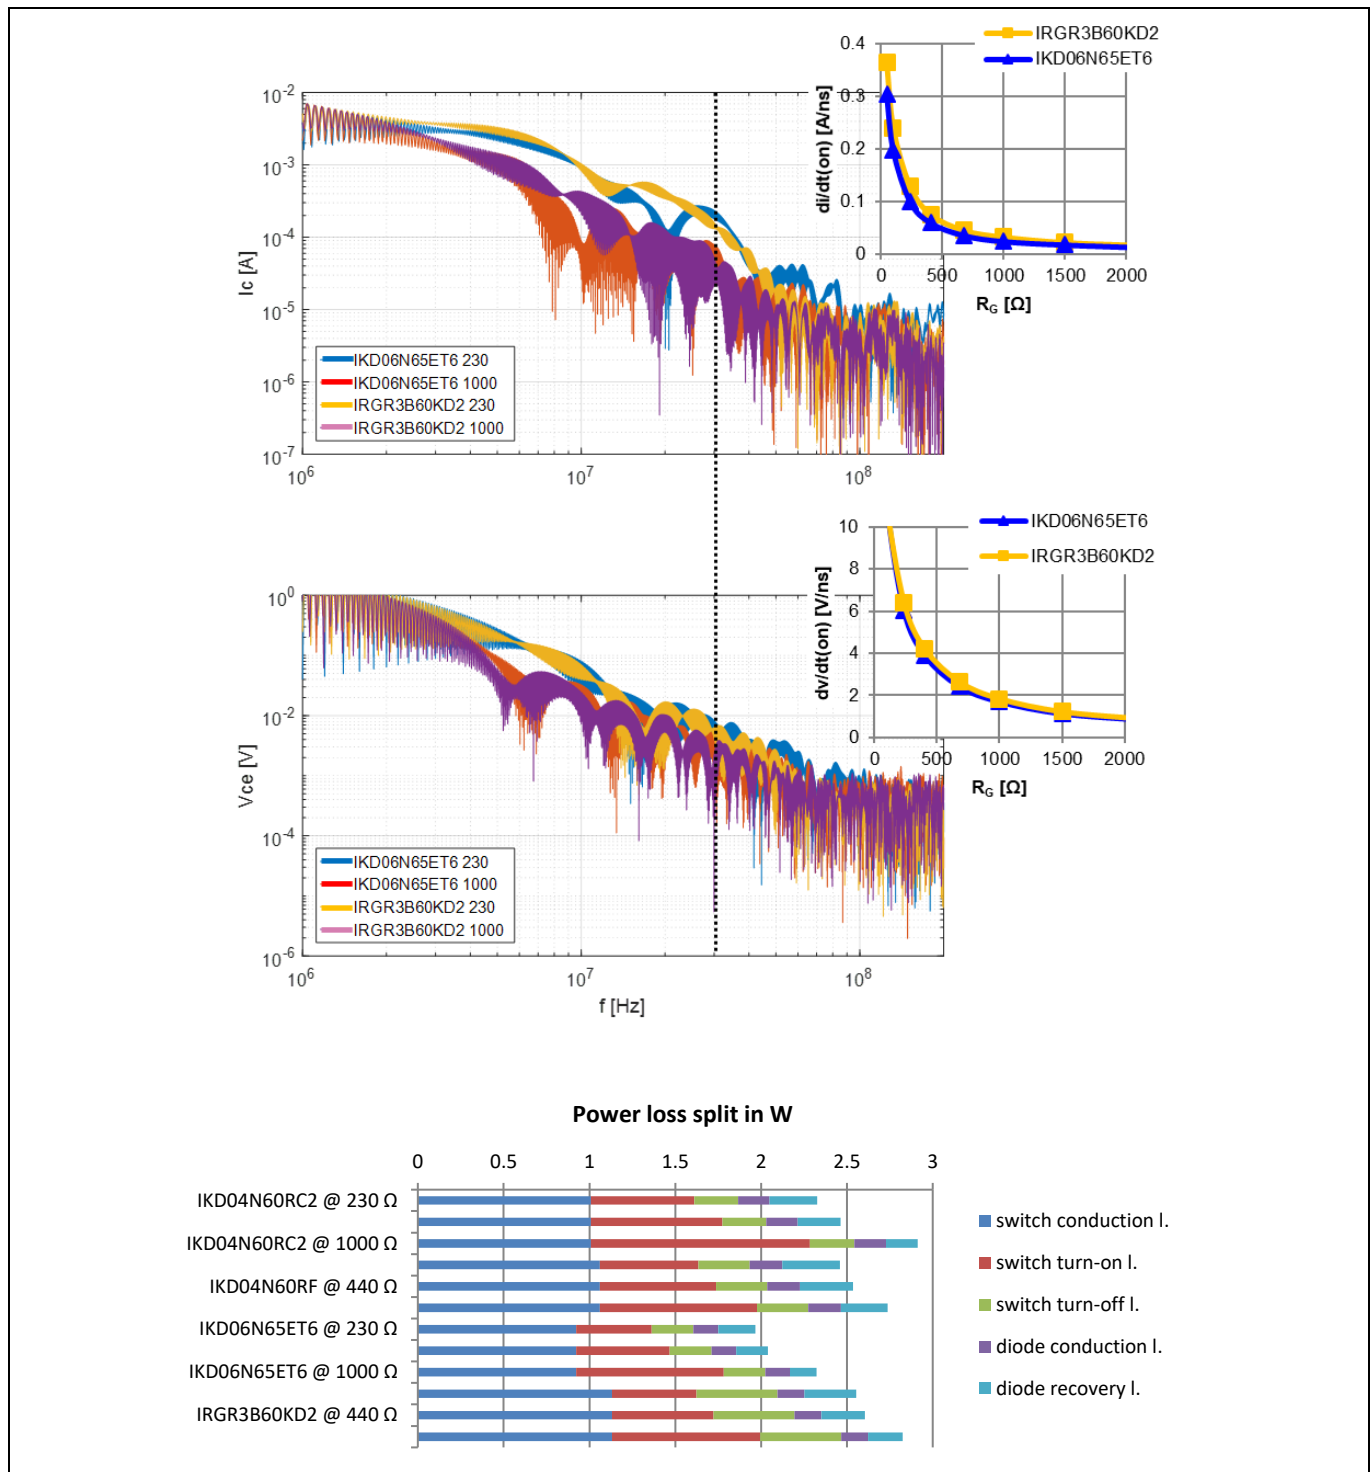 IRGR3B60KD2
IKD06N65ET6
0.4
0.3
0.2
0.1
0
di/dt(on) [A/ns]
0 500 1000 1500 2000
R_G [Ω]
10^-2
10^-3
10^-4
10^-5
10^-6
10^-7
Ic [A]
IKD06N65ET6 230
IKD06N65ET6 1000
IRGR3B60KD2 230
IRGR3B60KD2 1000
10^6 10^7 10^8
IKD06N65ET6
IRGR3B60KD2
10
8
6
4
2
0
dv/dt(on) [V/ns]
0 500 1000 1500 2000
R_G [Ω]
10^0
10^-2
10^-4
10^-6
Vce [V]
IKD06N65ET6 230
IKD06N65ET6 1000
IRGR3B60KD2 230
IRGR3B60KD2 1000
10^6 10^7 10^8
f [Hz]
Power loss split in W
0 0.5 1 1.5 2 2.5 3
IKD04N60RC2 @ 230 Ω
IKD04N60RC2 @ 1000 Ω
IKD04N60RF @ 440 Ω
IKD06N65ET6 @ 230 Ω
IKD06N65ET6 @ 1000 Ω
IRGR3B60KD2 @ 440 Ω
switch conduction l.
switch turn-on l.
switch turn-off l.
diode conduction l.
diode recovery l.